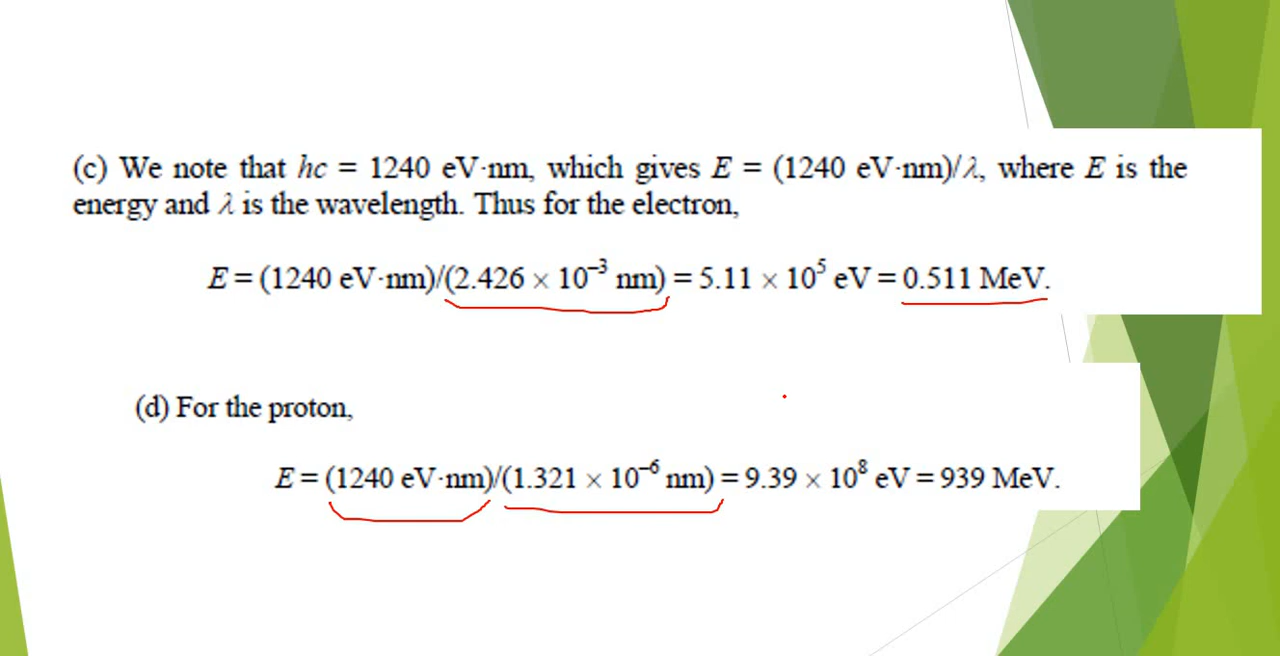 (c) We note that hc = 1240 eV·nm, which gives E = (1240 eV·nm)/λ, where E is the
energy and λ is the wavelength. Thus for the electron,
E = (1240 eV·nm)/(2.426 × 10⁻³ nm) = 5.11 × 10⁵ eV = 0.511 MeV.
(d) For the proton,
E = (1240 eV·nm)/(1.321 × 10⁻⁶ nm) = 9.39 × 10⁸ eV = 939 MeV.